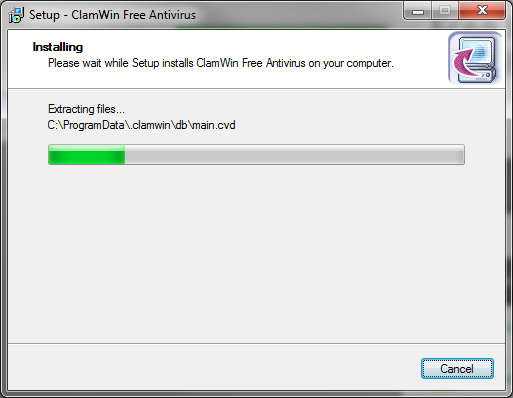 Setup - ClamWin Free Antivirus
Installing
Please wait while Setup installs ClamWin Free Antivirus on your computer.
Extracting files...
C:\ProgramData\.clamwin\db\main.cvd
Cancel